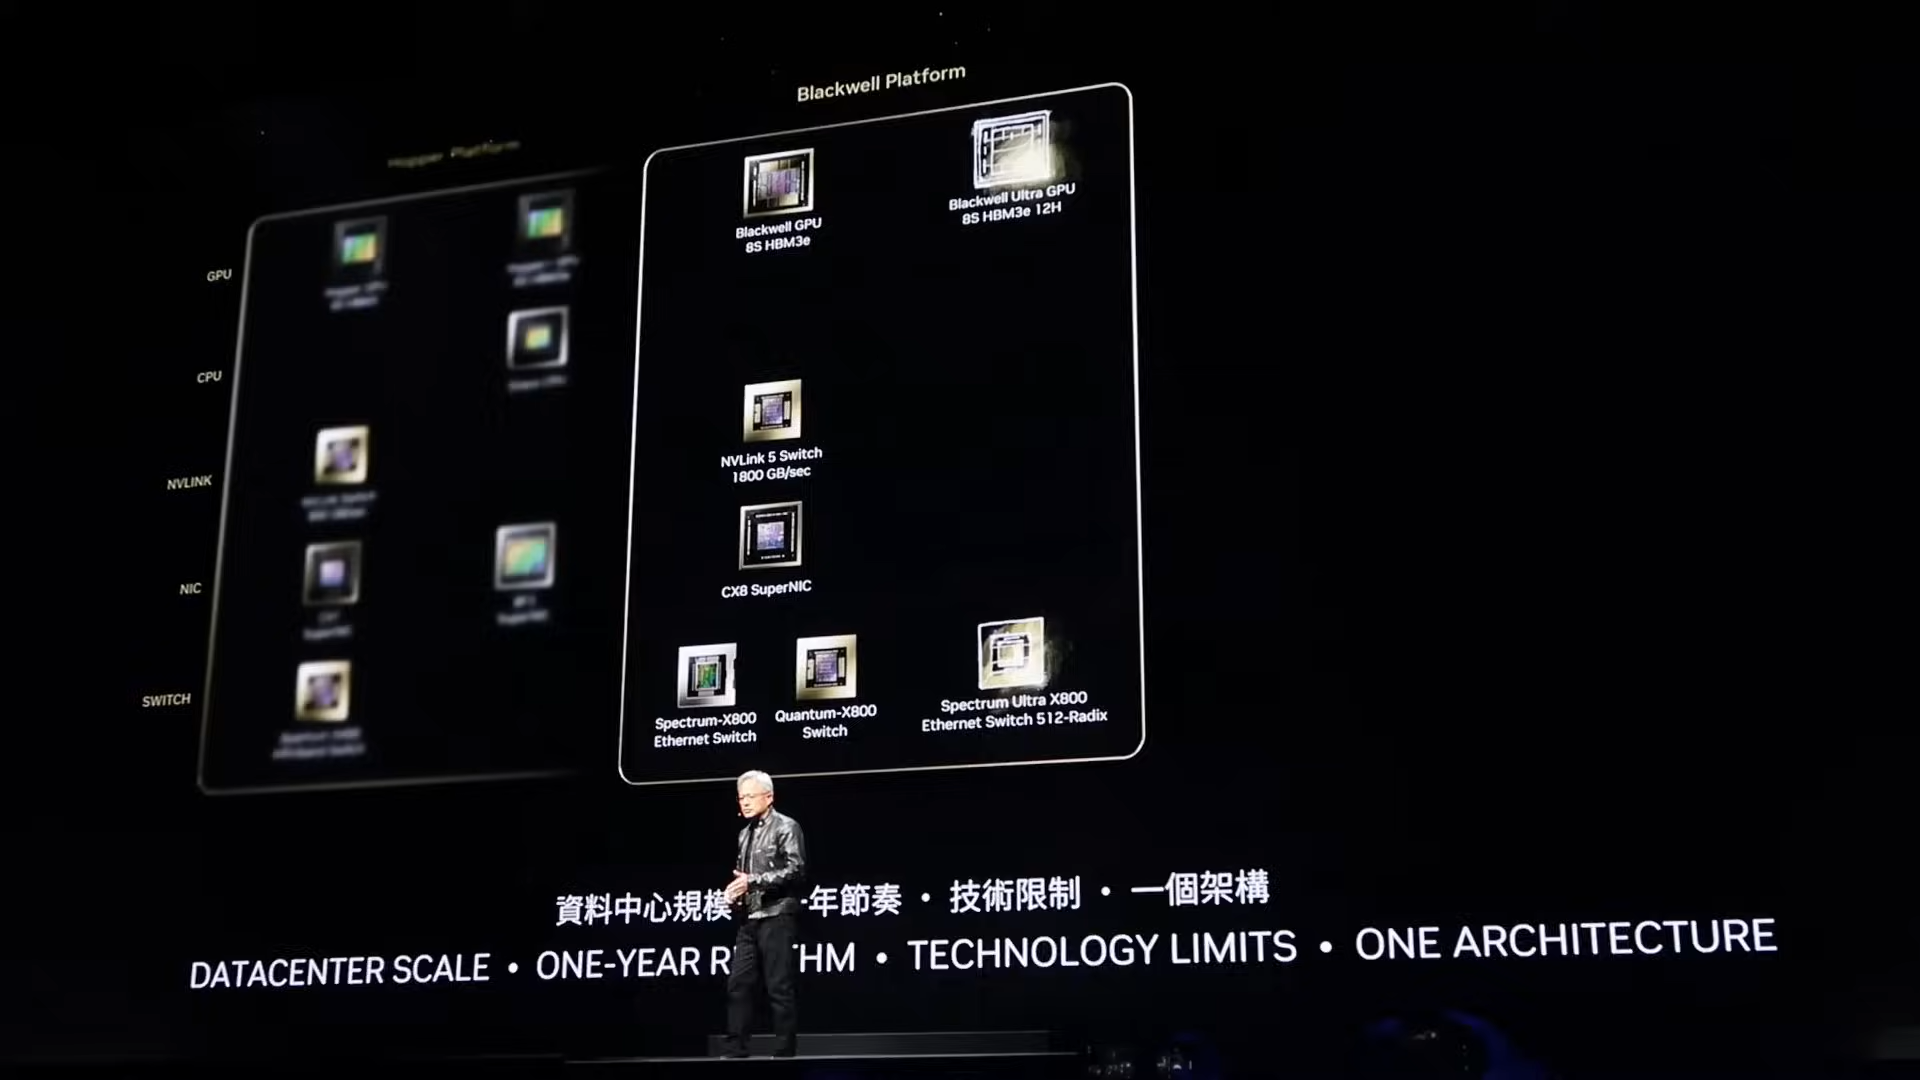 Blackwell Platform
Hopper Platform
Blackwell GPU
8S HBM3e
Blackwell Ultra GPU
8S HBM3e 12H
GPU
CPU
NVLINK
NVLink 5 Switch
1800 GB/sec
NIC
CX8 SuperNIC
SWITCH
Spectrum-X800
Ethernet Switch
Quantum-X800
Switch
Spectrum Ultra X800
Ethernet Switch 512-Radix
資料中心規模 年節奏 • 技術限制 • 一個架構
DATACENTER SCALE • ONE-YEAR R HM • TECHNOLOGY LIMITS • ONE ARCHITECTURE